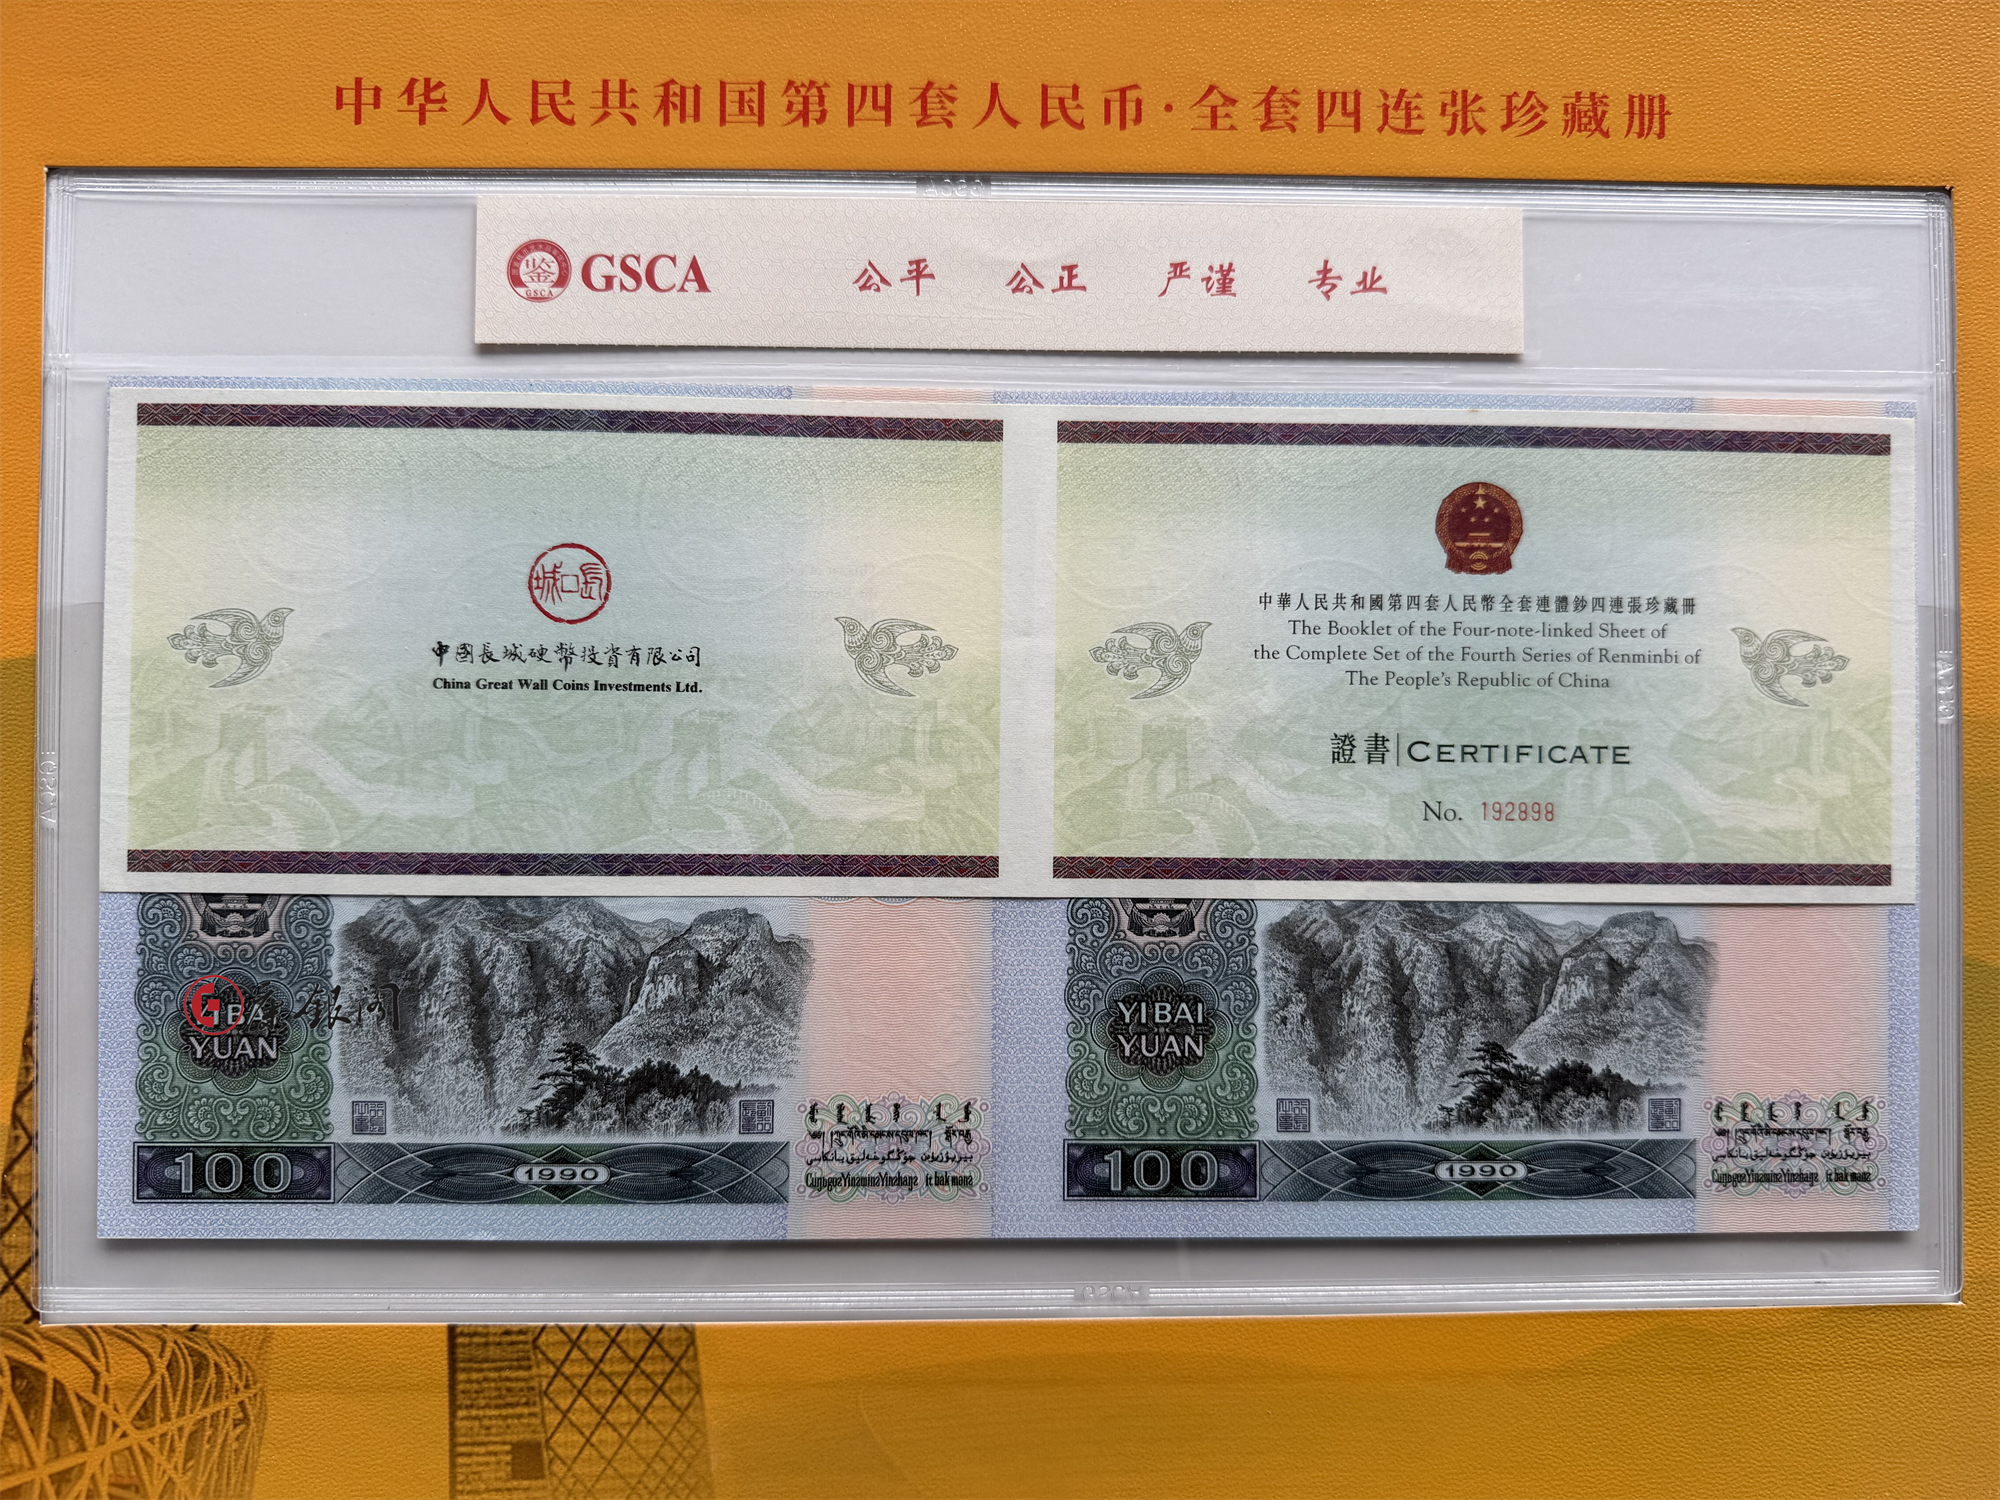 中华人民共和国第四套人民币·全套四连张珍藏册
鉴
GSCA
GSCA 公平 公正 严谨 专业
中國長城硬幣投資有限公司
China Great Wall Coins Investments Ltd.
中華人民共和國第四套人民幣全套連體鈔四連張珍藏冊
The Booklet of the Four-note-linked Sheet of
the Complete Set of the Fourth Series of Renminbi of
The People's Republic of China
證書|CERTIFICATE
No. 192898
YIBAI
YUAN
100
1990
YIBAI
YUAN
100
1990